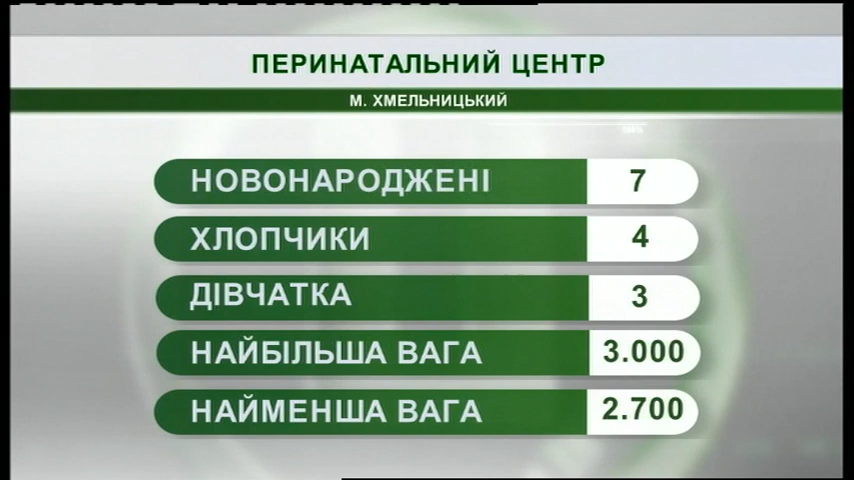 ПЕРИНАТАЛЬНИЙ ЦЕНТР
М. ХМЕЛЬНИЦЬКИЙ
НОВОНАРОДЖЕНІ 7
ХЛОПЧИКИ 4
ДІВЧАТКА 3
НАЙБІЛЬША ВАГА 3.000
НАЙМЕНША ВАГА 2.700